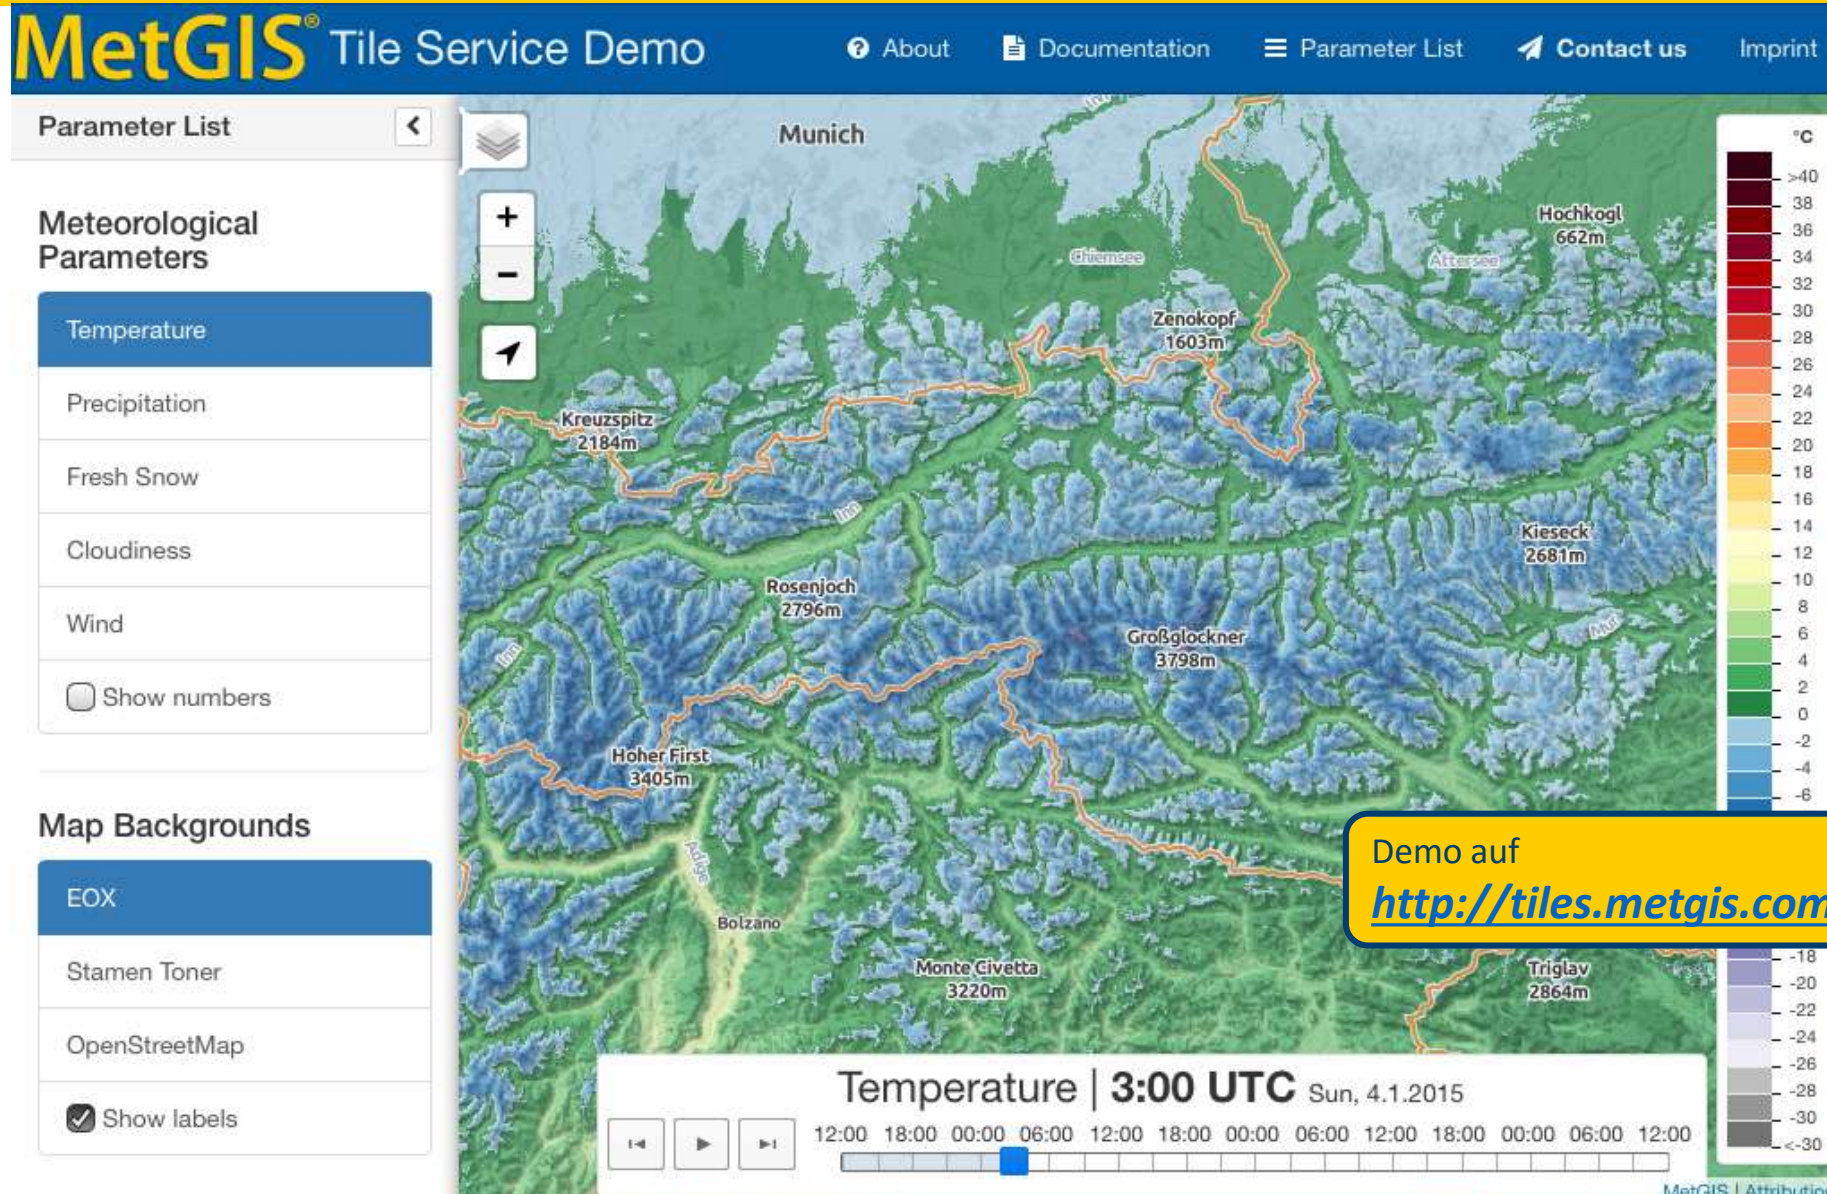 MetGIS® Tile Service Demo
About
Documentation
Parameter List
Contact us
Imprint
Parameter List
Meteorological
Parameters
Temperature
Precipitation
Fresh Snow
Cloudiness
Wind
Show numbers
Map Backgrounds
EOX
Stamen Toner
OpenStreetMap
Show labels
+
−
Munich
Inn
Chiemsee
Attersee
Hochkogl
662m
Zenokopf
1603m
Kreuzspitz
2184m
Inn
Kieseck
2681m
Rosenjoch
2796m
Großglockner
3798m
Mur
Inn
Hoher First
3405m
Adige
Bolzano
Monte Civetta
3220m
Triglav
2864m
°C
>40
38
36
34
32
30
28
26
24
22
20
18
16
14
12
10
8
6
4
2
0
-2
-4
-6
Demo auf
http://tiles.metgis.com
-18
-20
-22
-24
-26
-28
-30
<-30
Temperature | 3:00 UTC Sun, 4.1.2015
12:00 18:00 00:00 06:00 12:00 18:00 00:00 06:00 12:00 18:00 00:00 06:00 12:00
MetGIS | Attribution